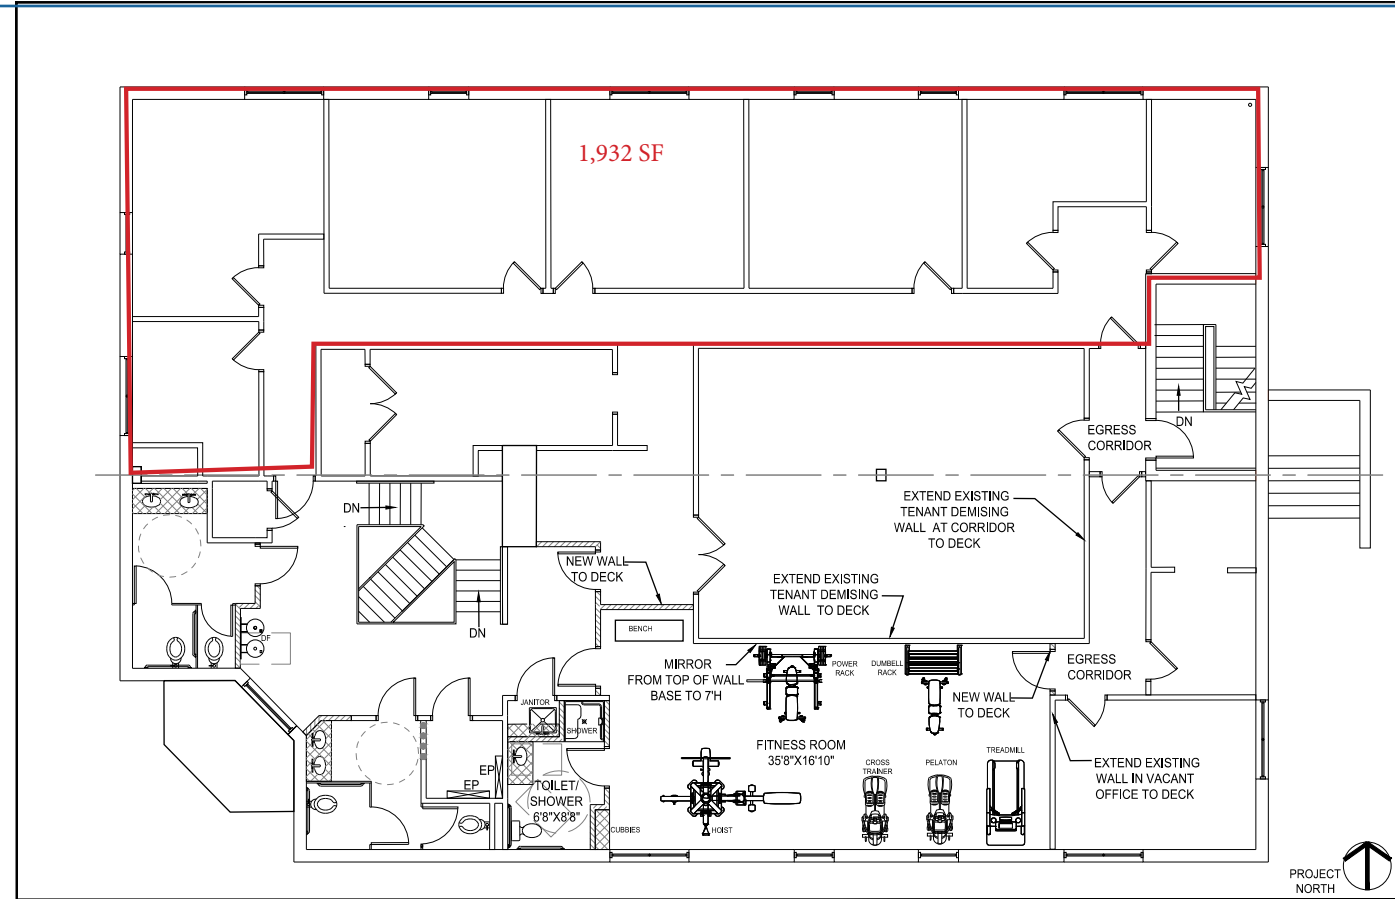 1,932 SF
EGRESS
CORRIDOR
DN
DN
EXTEND EXISTING
TENANT DEMISING
WALL AT CORRIDOR
TO DECK
NEW WALL
TO DECK
EXTEND EXISTING
TENANT DEMISING
WALL TO DECK
DN
DF
BENCH
MIRROR
FROM TOP OF WALL
BASE TO 7'H
POWER
RACK
DUMBELL
RACK
EGRESS
CORRIDOR
NEW WALL
TO DECK
JANITOR
SHOWER
FITNESS ROOM
35'8"X16'10"
CROSS
TRAINER
PELATON
TREADMILL
EXTEND EXISTING
WALL IN VACANT
OFFICE TO DECK
EP
EP
TOILET/
SHOWER
6'8"X8'8"
CUBBIES
HOIST
PROJECT
NORTH